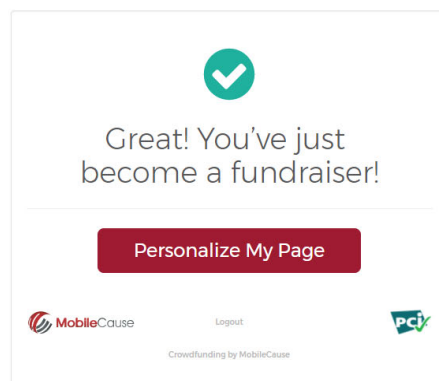 Great! You've just
become a fundraiser!
Personalize My Page
MobileCause
Logout
PCI
Crowdfunding by MobileCause